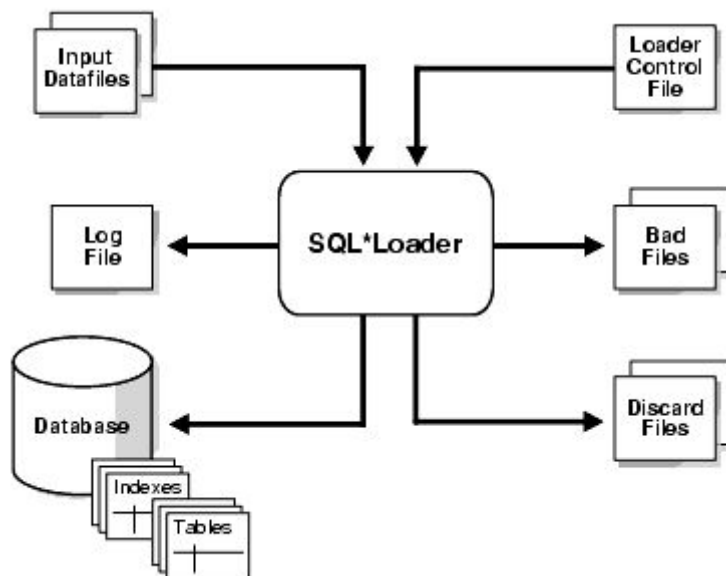 Input
Datafiles
Loader
Control
File
Log
File
SQL*Loader
Bad
Files
Database
Discard
Files
Indexes
Tables